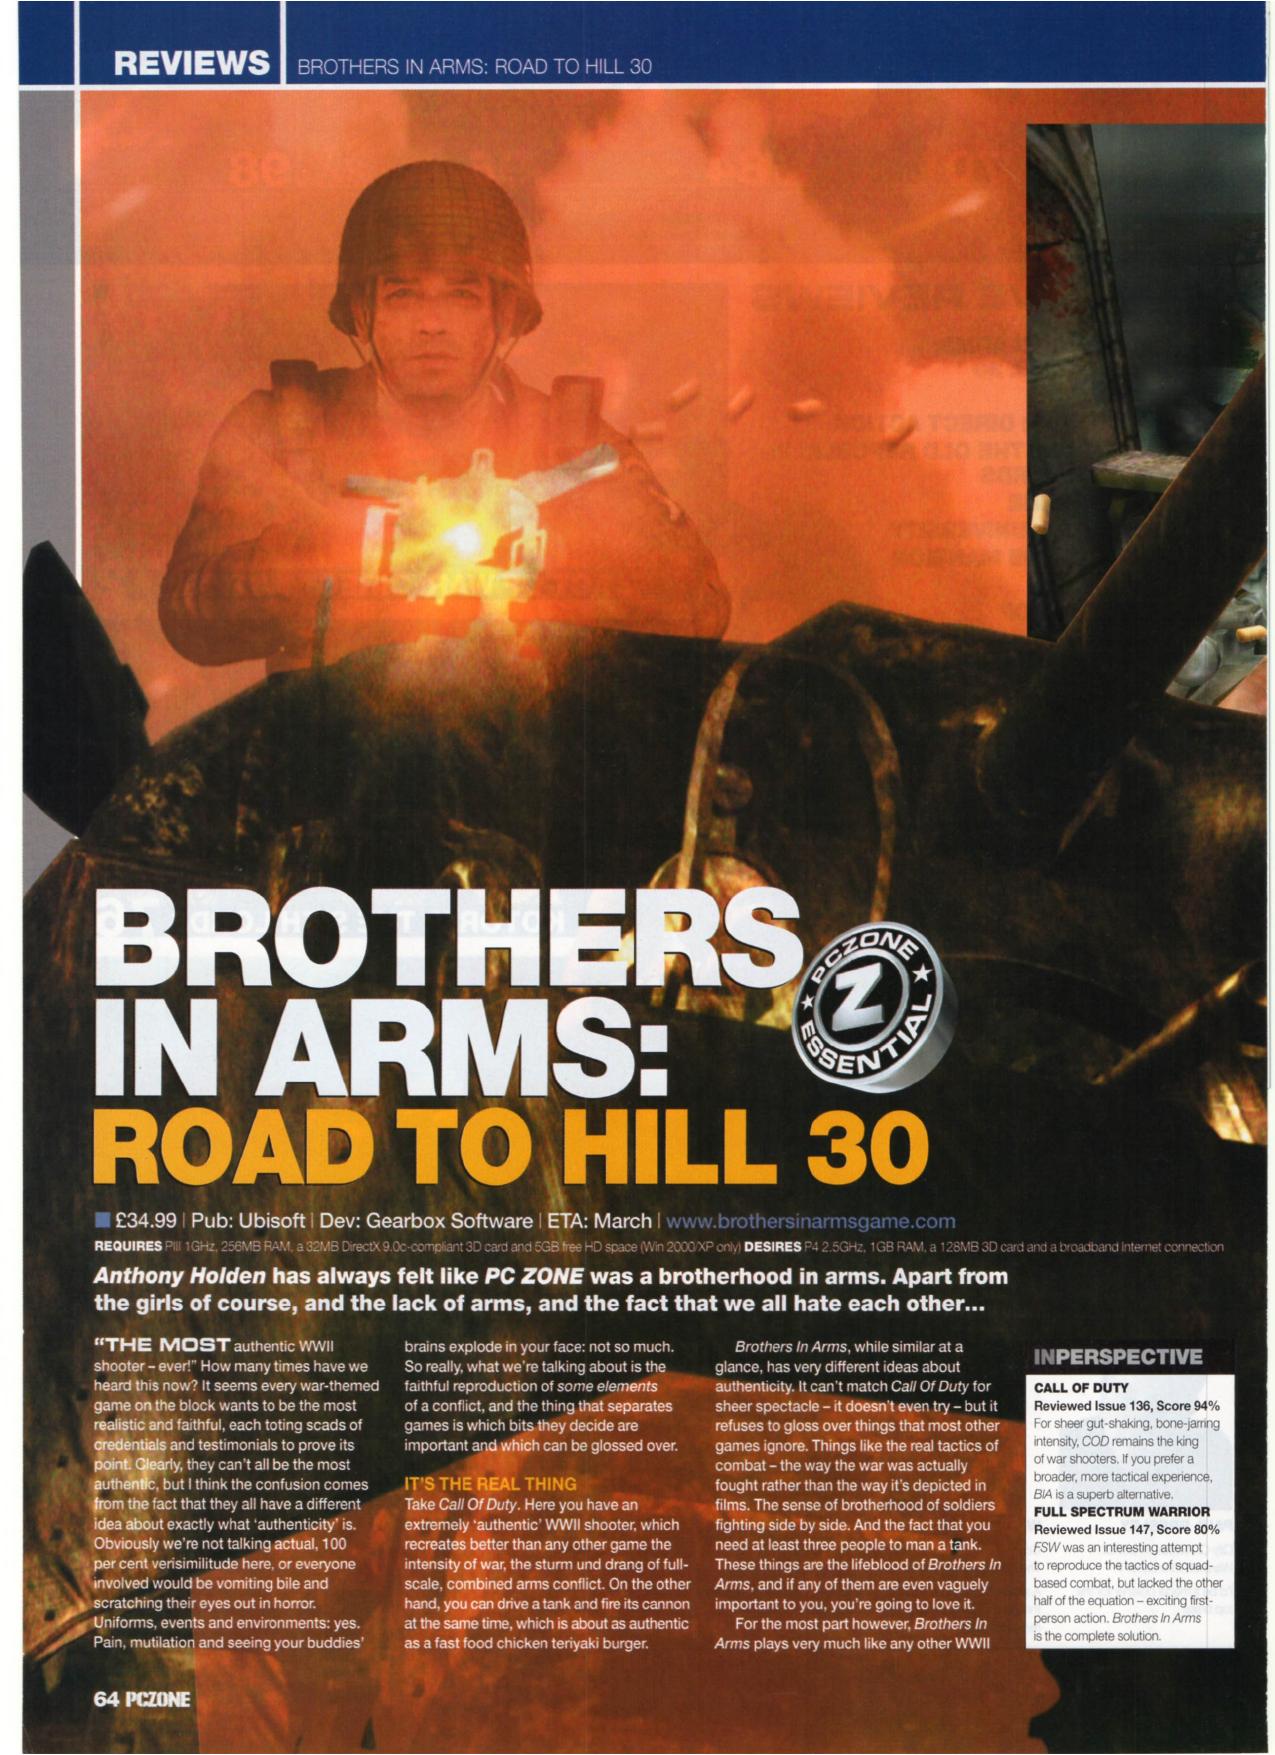 REVIEWS
BROTHERS IN ARMS: ROAD TO HILL 30
BROTHERS
IN ARMS:
ROAD TO HILL 30
PCZONE
Z
ESSENTIAL
£34.99 | Pub: Ubisoft | Dev: Gearbox Software | ETA: March | www.brothersinarmsgame.com
REQUIRES PIII 1GHz, 256MB RAM, a 32MB DirectX 9.0c-compliant 3D card and 5GB free HD space (Win 2000/XP only) DESIRES P4 2.5GHz, 1GB RAM, a 128MB 3D card and a broadband Internet connection
Anthony Holden has always felt like PC ZONE was a brotherhood in arms. Apart from
the girls of course, and the lack of arms, and the fact that we all hate each other...
“THE MOST authentic WWII
shooter – ever!” How many times have we
heard this now? It seems every war-themed
game on the block wants to be the most
realistic and faithful, each toting scads of
credentials and testimonials to prove its
point. Clearly, they can't all be the most
authentic, but I think the confusion comes
from the fact that they all have a different
idea about exactly what 'authenticity' is.
Obviously we're not talking actual, 100
per cent verisimilitude here, or everyone
involved would be vomiting bile and
scratching their eyes out in horror.
Uniforms, events and environments: yes.
Pain, mutilation and seeing your buddies'
brains explode in your face: not so much.
So really, what we're talking about is the
faithful reproduction of some elements
of a conflict, and the thing that separates
games is which bits they decide are
important and which can be glossed over.
IT'S THE REAL THING
Take Call Of Duty. Here you have an
extremely 'authentic' WWII shooter, which
recreates better than any other game the
intensity of war, the sturm und drang of full-
scale, combined arms conflict. On the other
hand, you can drive a tank and fire its cannon
at the same time, which is about as authentic
as a fast food chicken teriyaki burger.
Brothers In Arms, while similar at a
glance, has very different ideas about
authenticity. It can't match Call Of Duty for
sheer spectacle – it doesn't even try – but it
refuses to gloss over things that most other
games ignore. Things like the real tactics of
combat – the way the war was actually
fought rather than the way it's depicted in
films. The sense of brotherhood of soldiers
fighting side by side. And the fact that you
need at least three people to man a tank.
These things are the lifeblood of Brothers In
Arms, and if any of them are even vaguely
important to you, you're going to love it.
For the most part however, Brothers In
Arms plays very much like any other WWII
INPERSPECTIVE
CALL OF DUTY
Reviewed Issue 136, Score 94%
For sheer gut-shaking, bone-jarring
intensity, COD remains the king
of war shooters. If you prefer a
broader, more tactical experience,
BIA is a superb alternative.
FULL SPECTRUM WARRIOR
Reviewed Issue 147, Score 80%
FSW was an interesting attempt
to reproduce the tactics of squad-
based combat, but lacked the other
half of the equation – exciting first-
person action. Brothers In Arms
is the complete solution.
64 PCZONE